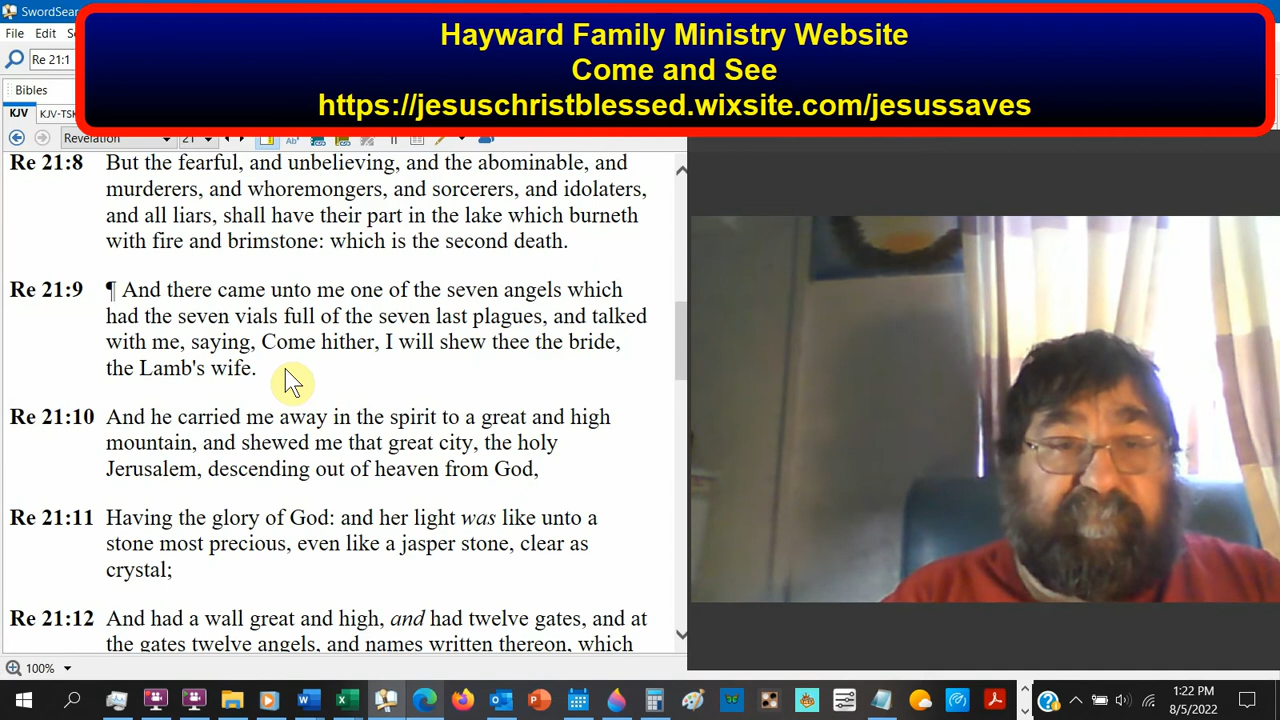 SwordSear
Hayward Family Ministry Website
Come and See
https://jesuschristblessed.wixsite.com/jesussaves
File Edit
Re 21:1
Bibles
KJV KJV-TSK
Revelation 21
Re 21:8 But the fearful, and unbelieving, and the abominable, and
murderers, and whoremongers, and sorcerers, and idolaters,
and all liars, shall have their part in the lake which burneth
with fire and brimstone: which is the second death.
Re 21:9 ¶ And there came unto me one of the seven angels which
had the seven vials full of the seven last plagues, and talked
with me, saying, Come hither, I will shew thee the bride,
the Lamb's wife.
Re 21:10 And he carried me away in the spirit to a great and high
mountain, and shewed me that great city, the holy
Jerusalem, descending out of heaven from God,
Re 21:11 Having the glory of God: and her light was like unto a
stone most precious, even like a jasper stone, clear as
crystal;
Re 21:12 And had a wall great and high, and had twelve gates, and at
the gates twelve angels, and names written thereon, which
100%
1:22 PM
8/5/2022